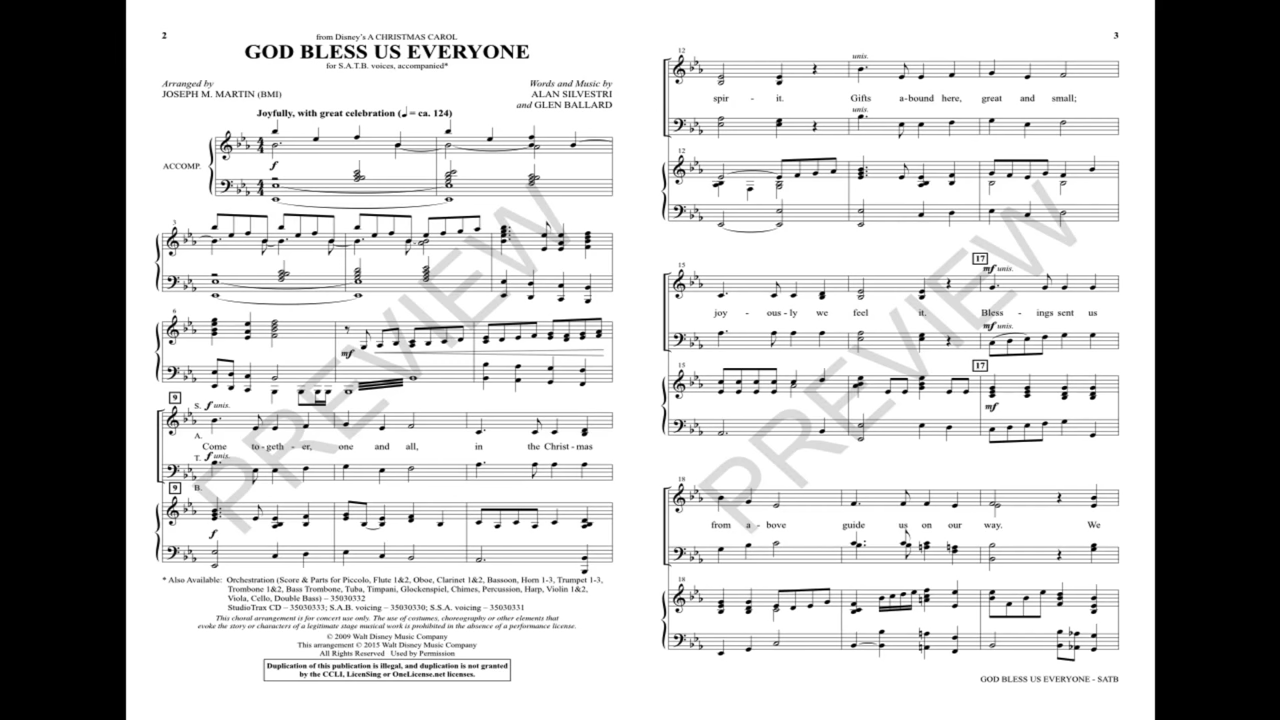 2
from Disney's A CHRISTMAS CAROL
GOD BLESS US EVERYONE
for S.A.T.B. voices, accompanied*
Arranged by
JOSEPH M. MARTIN (BMI)
Words and Music by
ALAN SILVESTRI
and GLEN BALLARD
Joyfully, with great celebration (♩ = ca. 124)
ACCOMP.
f
3
6
mf
9
S. f unis.
A.
Come to - geth - er, one and all, in the Christ - mas
T. f unis.
9 B.
f
* Also Available: Orchestration (Score & Parts for Piccolo, Flute 1&2, Oboe, Clarinet 1&2, Bassoon, Horn 1-3, Trumpet 1-3,
Trombone 1&2, Bass Trombone, Tuba, Timpani, Glockenspiel, Chimes, Percussion, Harp, Violin 1&2,
Viola, Cello, Double Bass) – 35030332
StudioTrax CD – 35030333; S.A.B. voicing – 35030330; S.S.A. voicing – 35030331
This choral arrangement is for concert use only. The use of costumes, choreography or other elements that
evoke the story or characters of a legitimate stage musical work is prohibited in the absence of a performance license.
© 2009 Walt Disney Music Company
This arrangement © 2015 Walt Disney Music Company
All Rights Reserved Used by Permission
Duplication of this publication is illegal, and duplication is not granted
by the CCLI, LicenSing or OneLicense.net licenses.
PREVIEW
3
12
unis.
spir - it. Gifts a-bound here, great and small;
unis.
12
15
17
mf unis.
joy - ous - ly we feel it. Bless - ings sent us
mf unis.
15
17
mf
18
from a - bove guide us on our way. We
18
GOD BLESS US EVERYONE - SATB
PREVIEW